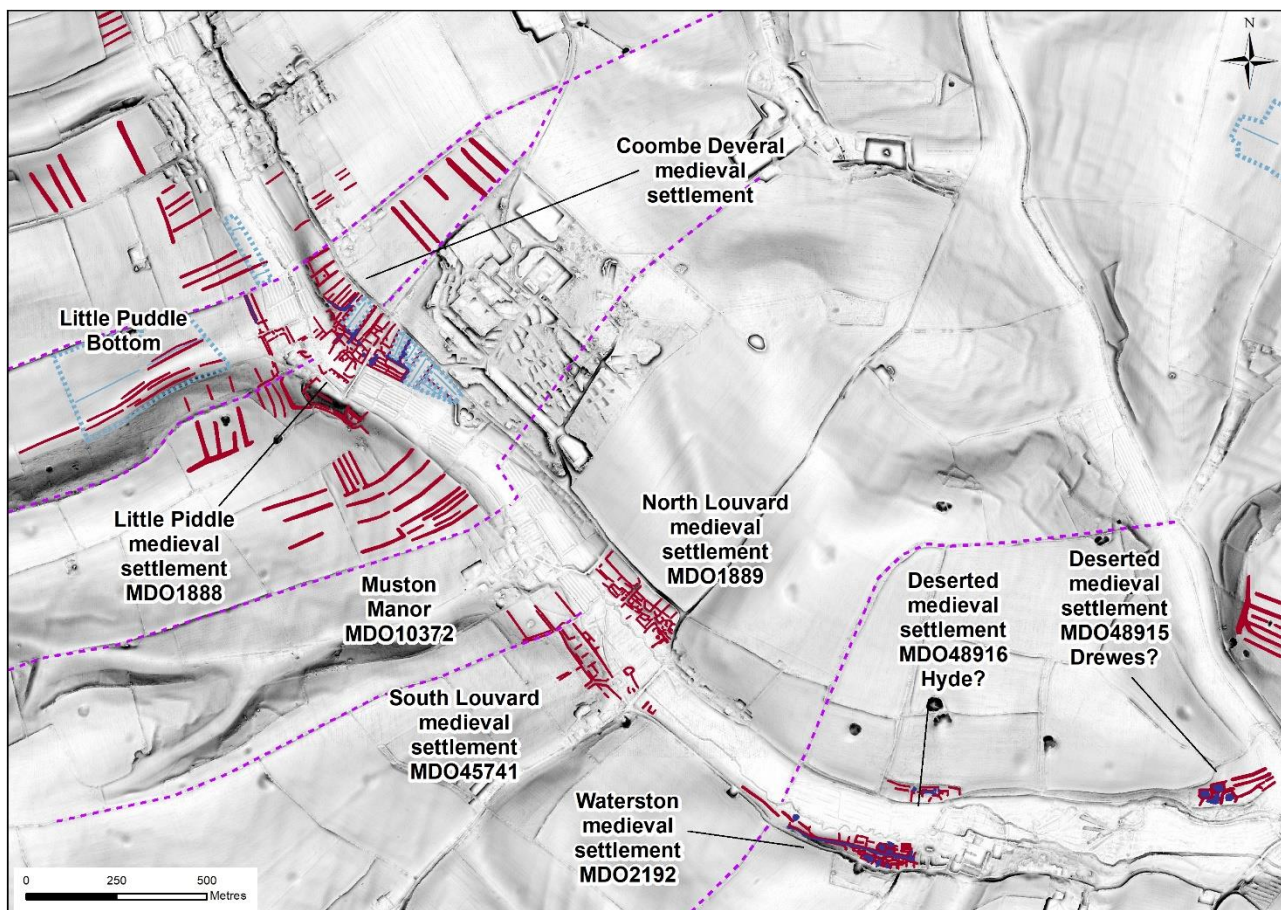 N
Coombe Deveral
medieval
settlement
Little Puddle
Bottom
Little Piddle
medieval
settlement
MDO1888
Muston
Manor
MDO10372
North Louvard
medieval
settlement
MDO1889
Deserted
medieval
settlement
MDO48916
Hyde?
Deserted
medieval
settlement
MDO48915
Drewes?
South Louvard
medieval
settlement
MDO45741
Waterston
medieval
settlement
MDO2192
0 250 500
Metres